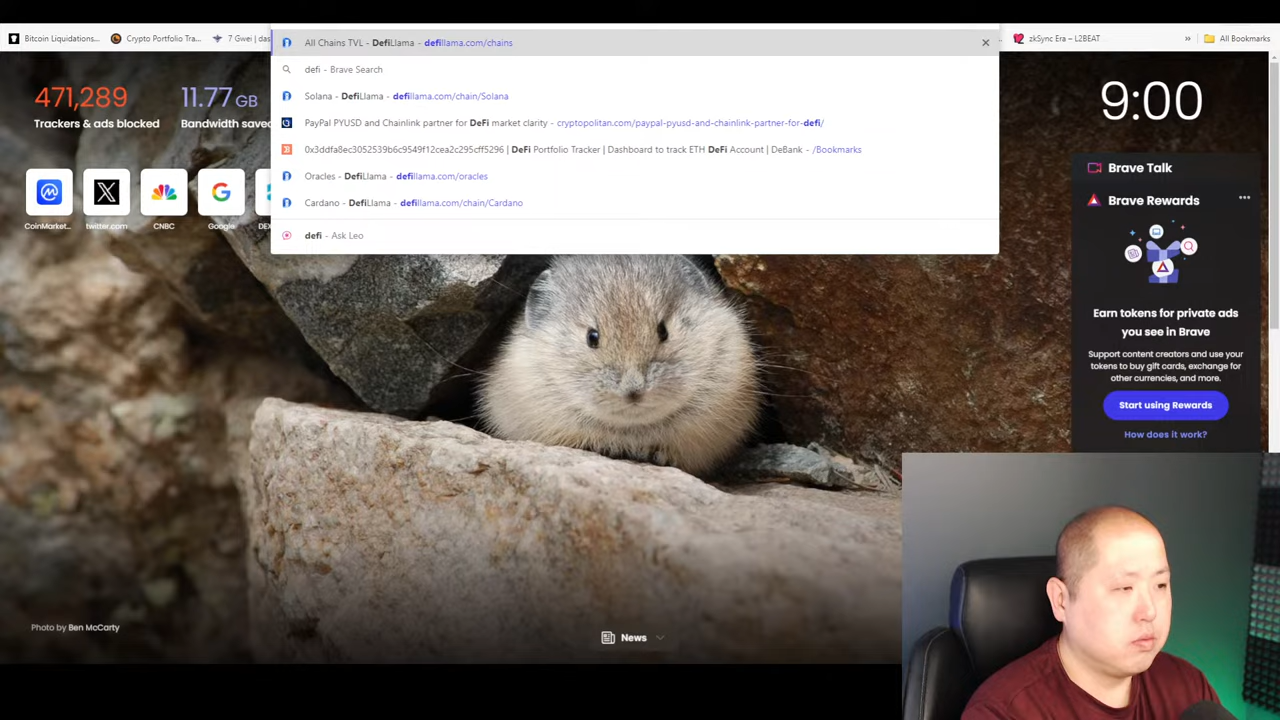 Bitcoin Liquidations...
Crypto Portfolio Tra...
7 Gwei | das
zkSync Era – L2BEAT
»
All Bookmarks
All Chains TVL - DefiLlama - defillama.com/chains
defi - Brave Search
Solana - DefiLlama - defillama.com/chain/Solana
PayPal PYUSD and Chainlink partner for DeFi market clarity - cryptopolitan.com/paypal-pyusd-and-chainlink-partner-for-defi/
0x3ddfa8ec3052539b6c9549f12cea2c295cff5296 | DeFi Portfolio Tracker | Dashboard to track ETH DeFi Account | DeBank - /Bookmarks
Oracles - DefiLlama - defillama.com/oracles
Cardano - DefiLlama - defillama.com/chain/Cardano
defi - Ask Leo
471,289
Trackers & ads blocked
11.77 GB
Bandwidth saved
CoinMarket...
twitter.com
CNBC
Google
DEX
9:00
Brave Talk
Brave Rewards
Earn tokens for private ads
you see in Brave
Support content creators and use your
tokens to buy gift cards, exchange for
other currencies, and more.
Start using Rewards
How does it work?
Photo by Ben McCarty
News